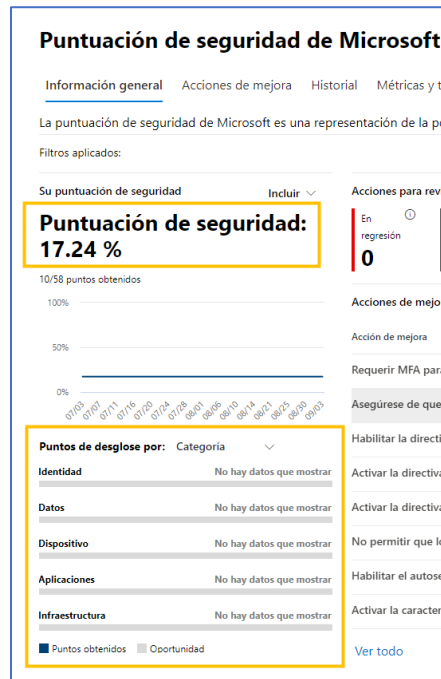 Puntuación de seguridad de Microsoft
Información general Acciones de mejora Historial Métricas y t
La puntuación de seguridad de Microsoft es una representación de la p
Filtros aplicados:
Su puntuación de seguridad Incluir
Puntuación de seguridad:
17.24 %
10/58 puntos obtenidos
100%
50%
0%
07/03 07/07 07/11 07/16 07/20 07/24 07/28 08/01 08/06 08/10 08/14 08/21 08/25 08/30 09/03
Puntos de desglose por: Categoría
Identidad No hay datos que mostrar
Datos No hay datos que mostrar
Dispositivo No hay datos que mostrar
Aplicaciones No hay datos que mostrar
Infraestructura No hay datos que mostrar
Puntos obtenidos Oportunidad
Acciones para rev
En
regresión
0
Acciones de mejo
Acción de mejora
Requerir MFA para
Asegúrese de que
Habilitar la directi
Activar la directiva
Activar la directiva
No permitir que l
Habilitar el autose
Activar la caracter
Ver todo